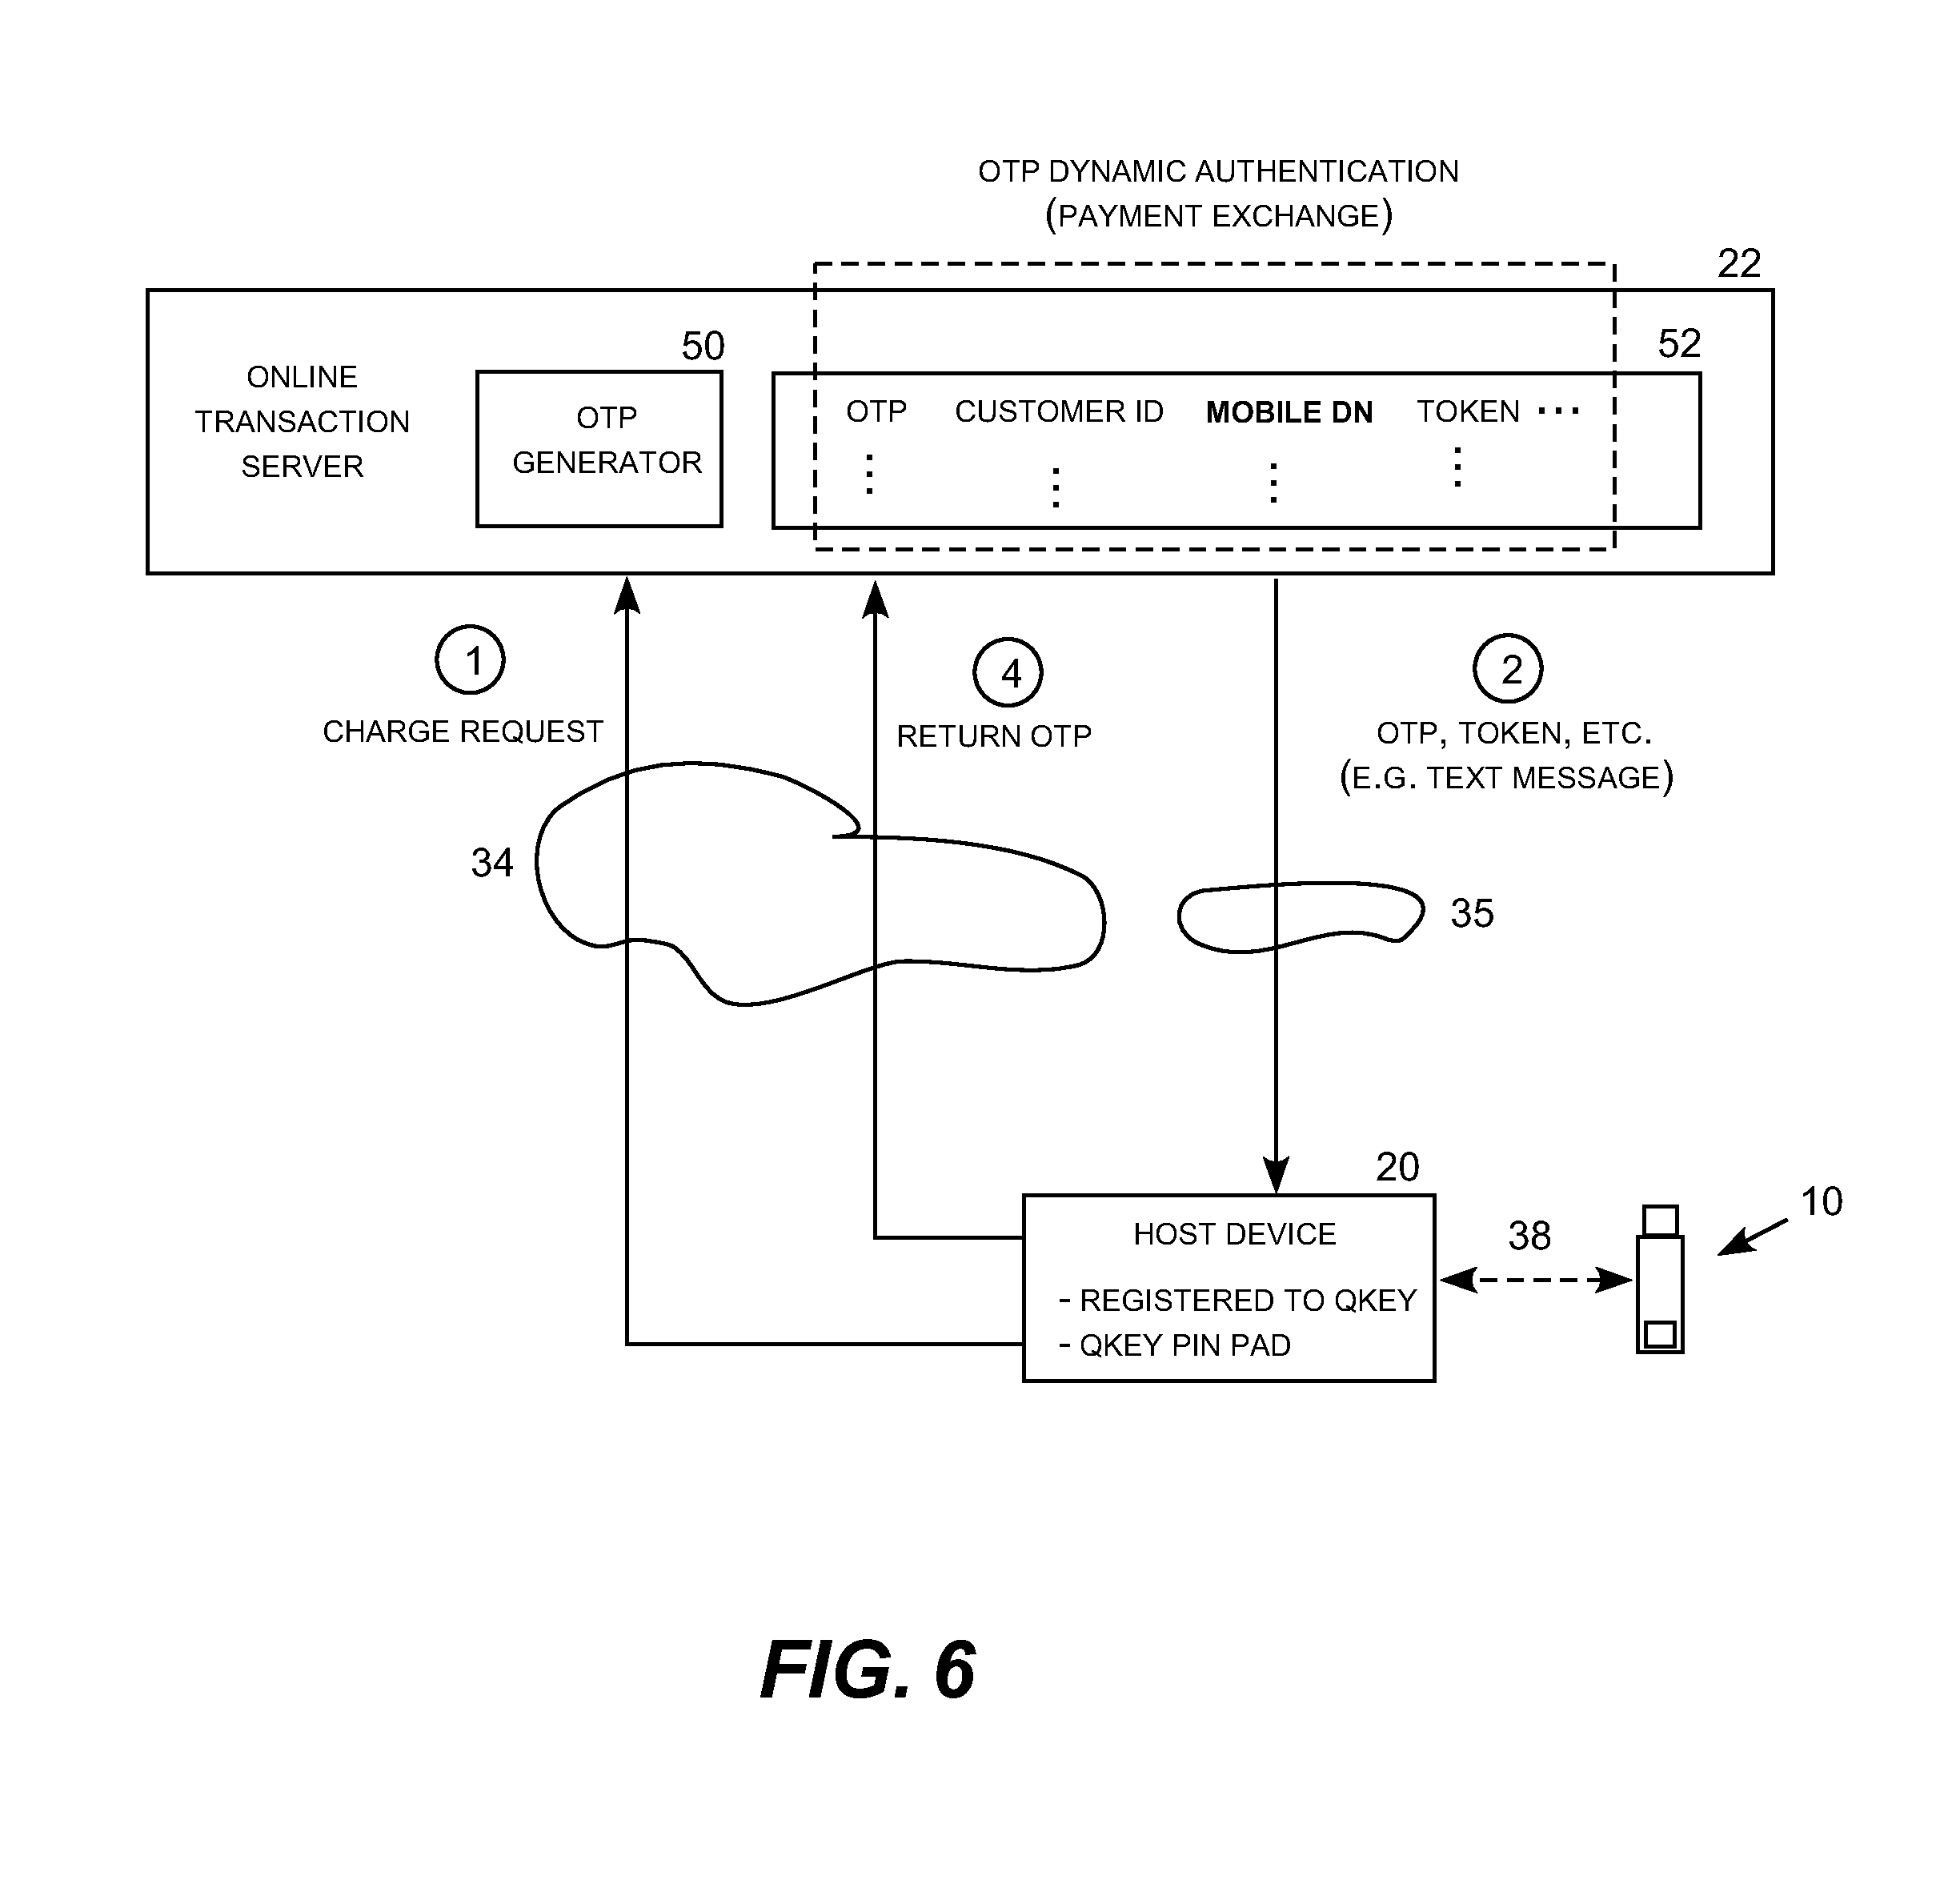 OTP DYNAMIC AUTHENTICATION
(PAYMENT EXCHANGE)
22
50
52
ONLINE
TRANSACTION
SERVER
OTP
GENERATOR
OTP CUSTOMER ID MOBILE DN TOKEN ...
1
CHARGE REQUEST
4
RETURN OTP
2
OTP, TOKEN, ETC.
(E.G. TEXT MESSAGE)
34
35
20
HOST DEVICE
- REGISTERED TO QKEY
- QKEY PIN PAD
38
10
FIG. 6